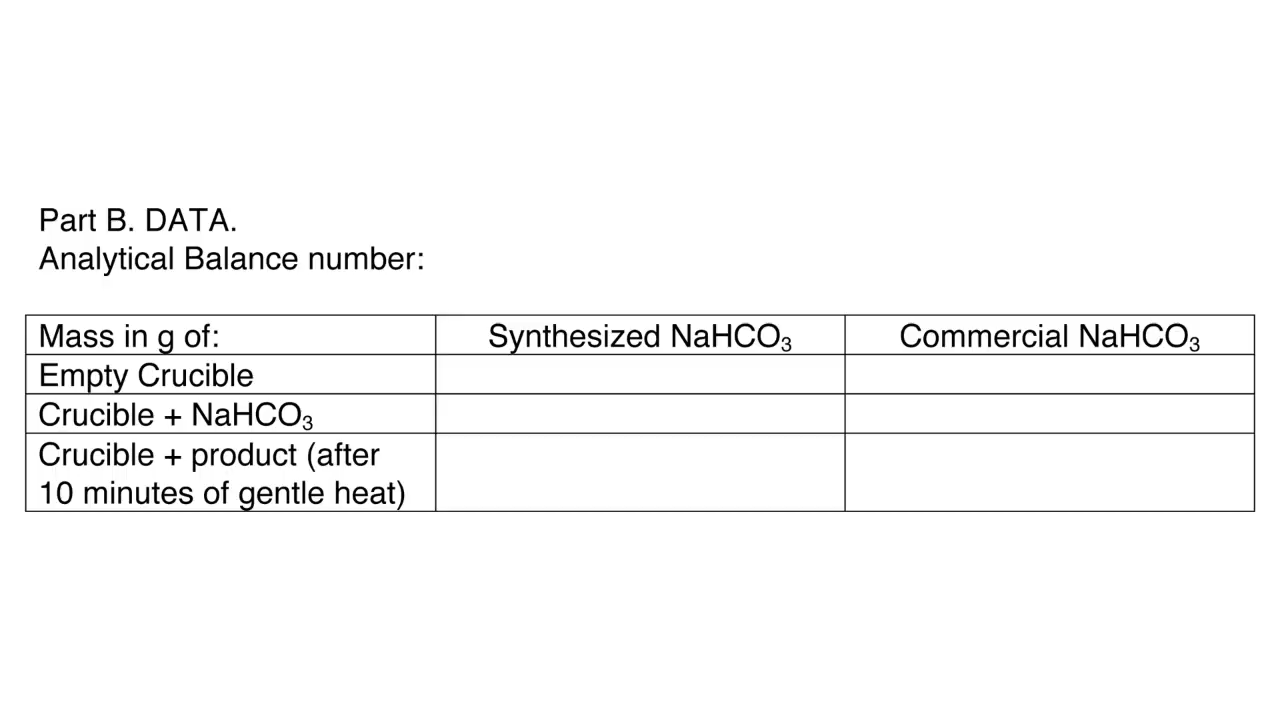 Part B. DATA.
Analytical Balance number:
Mass in g of: Synthesized NaHCO₃ Commercial NaHCO₃
Empty Crucible
Crucible + NaHCO₃
Crucible + product (after
10 minutes of gentle heat)